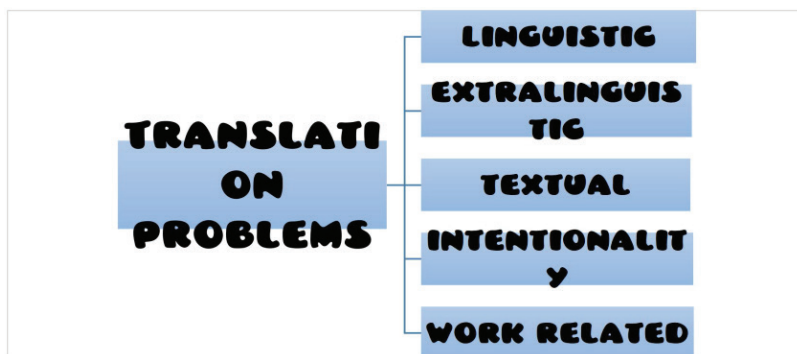 TRANSLATI
ON
PROBLEMS
LINGUISTIC
EXTRALINGUIS
TIC
TEXTUAL
INTENTIONALIT
Y
WORK RELATED